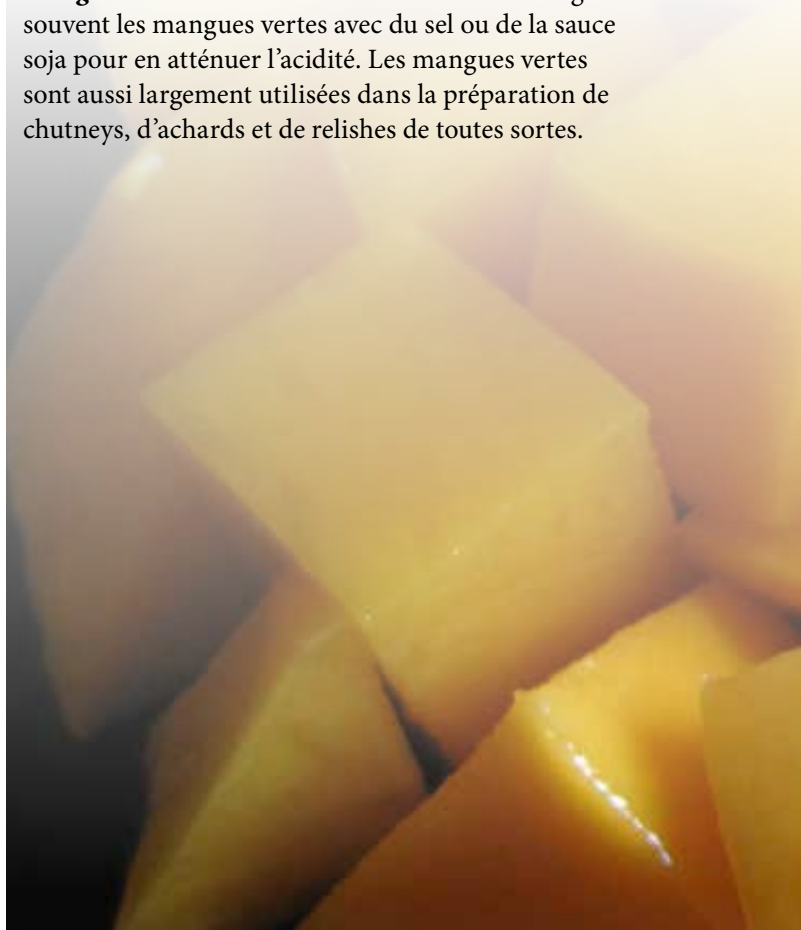 souvent les mangues vertes avec du sel ou de la sauce
soja pour en atténuer l’acidité. Les mangues vertes
sont aussi largement utilisées dans la préparation de
chutneys, d’achards et de relishes de toutes sortes.